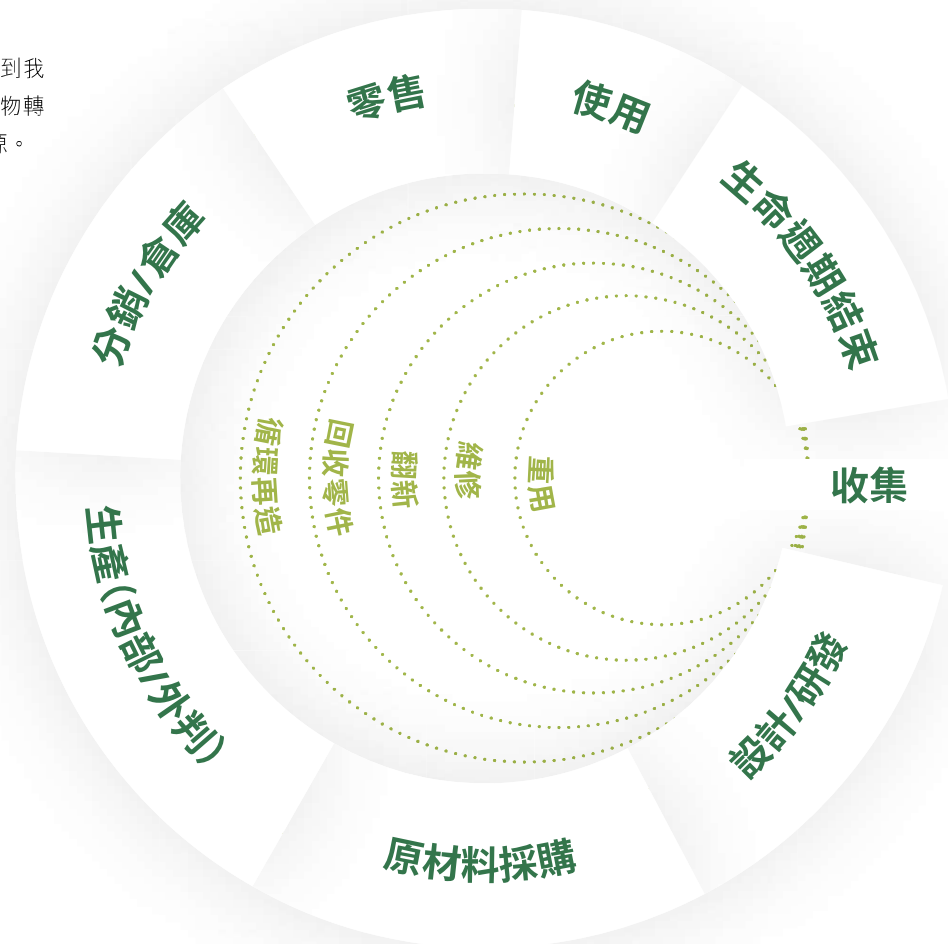 到我
物轉
源。
零售
使用
生命週期結束
收集
設計/研發
原材料採購
生產(內部/外判)
分銷/倉庫
循環再造
回收零件
翻新
維修
重用